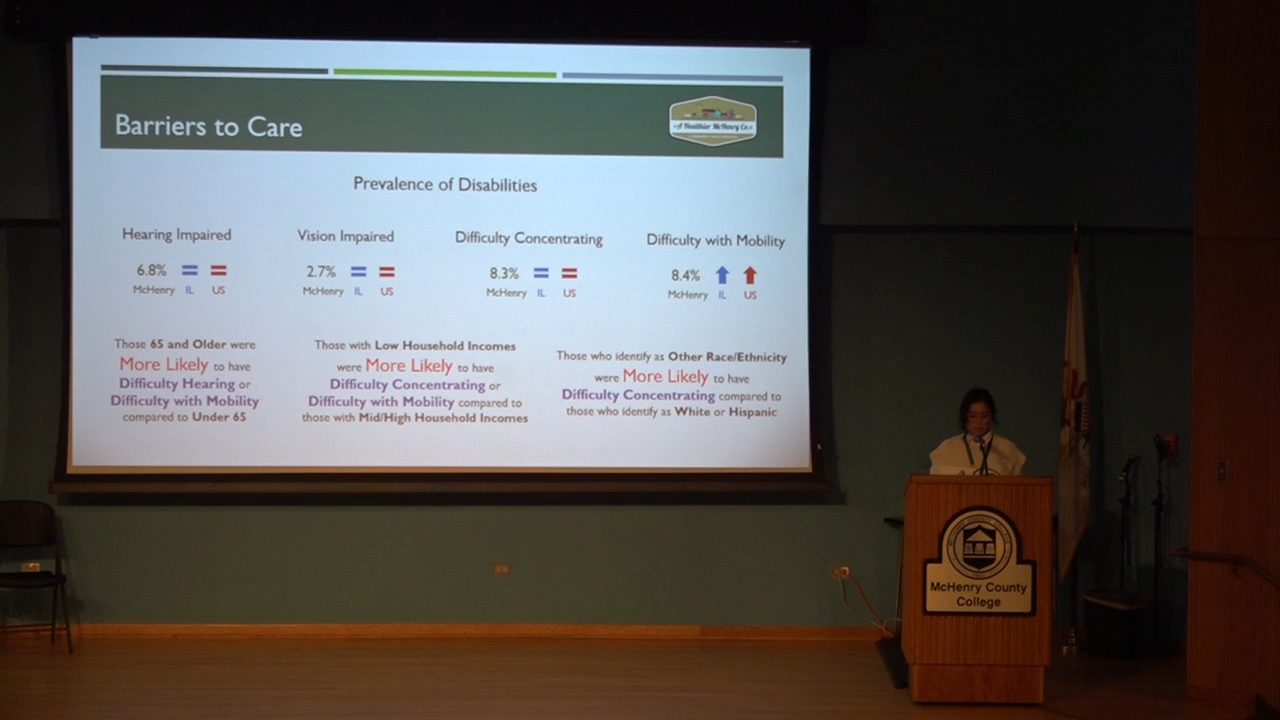 Barriers to Care
A Healthier McHenry Co.
Prevalence of Disabilities
Hearing Impaired
6.8% = =
McHenry IL US
Vision Impaired
2.7% = =
McHenry IL US
Difficulty Concentrating
8.3% = =
McHenry IL US
Difficulty with Mobility
8.4%
McHenry IL US
Those 65 and Older were
More Likely to have
Difficulty Hearing or
Difficulty with Mobility
compared to Under 65
Those with Low Household Incomes
were More Likely to have
Difficulty Concentrating or
Difficulty with Mobility compared to
those with Mid/High Household Incomes
Those who identify as Other Race/Ethnicity
were More Likely to have
Difficulty Concentrating compared to
those who identify as White or Hispanic
McHenry County
College